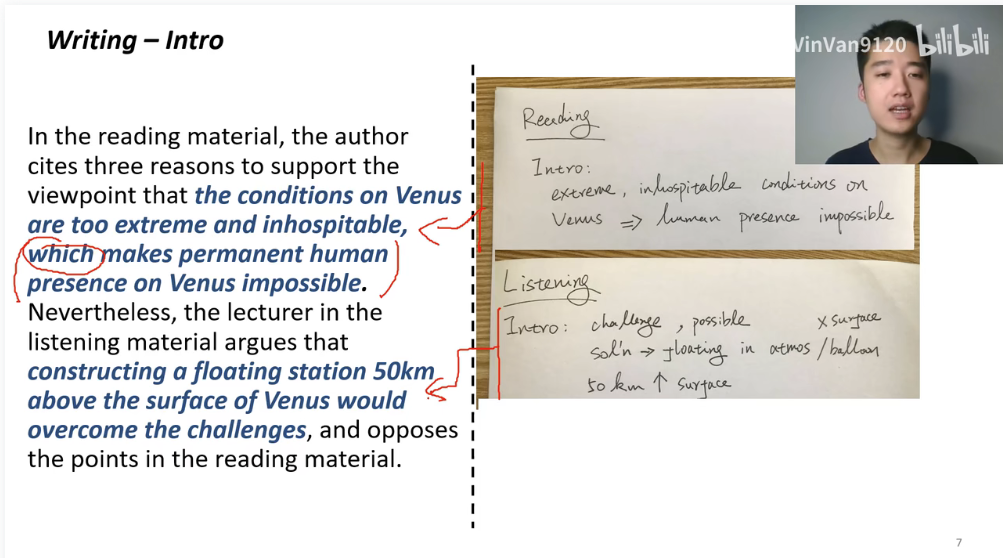 Writing – Intro
VinVan9120 bilibili
In the reading material, the author
cites three reasons to support the
viewpoint that the conditions on Venus
are too extreme and inhospitable,
which makes permanent human
presence on Venus impossible.
Nevertheless, the lecturer in the
listening material argues that
constructing a floating station 50km
above the surface of Venus would
overcome the challenges, and opposes
the points in the reading material.
Reading
Intro:
extreme, inhospitable conditions on
Venus ⇒ human presence impossible
Listening
Intro: challenge, possible x surface
sol'n → floating in atmos / balloon
50 km ↑ surface
7